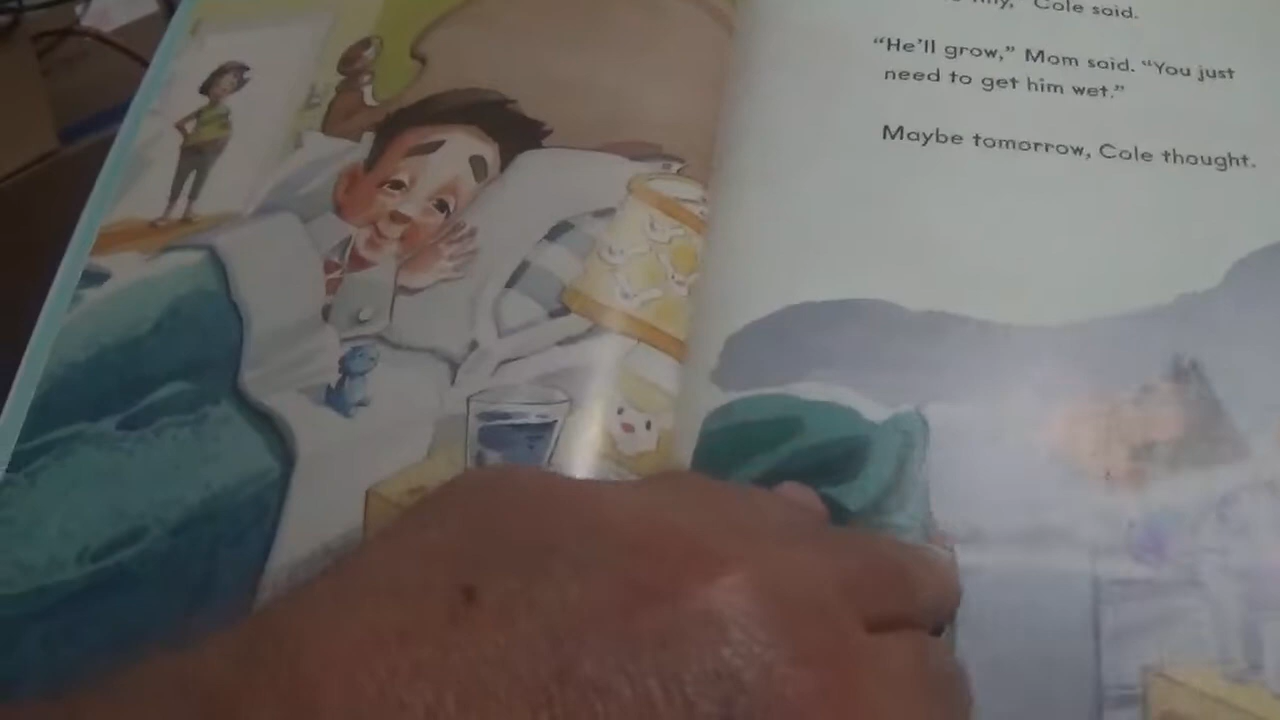 Cole said.
“He’ll grow,” Mom said. “You just
need to get him wet.”
Maybe tomorrow, Cole thought.